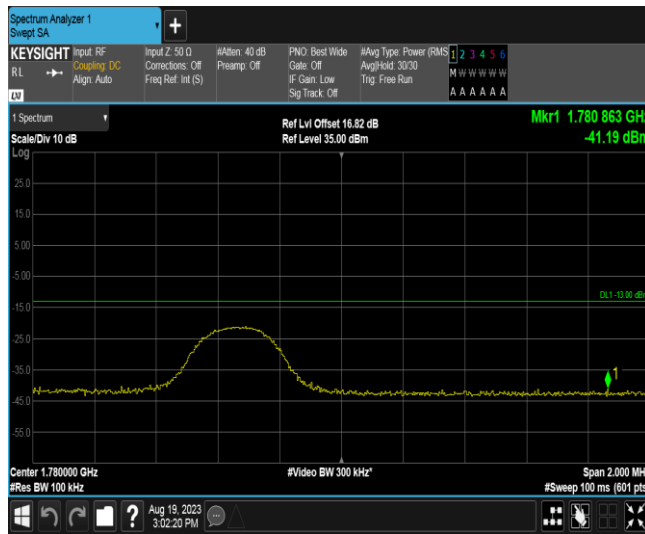 Spectrum Analyzer 1
Swept SA
+
KEYSIGHT
RL
LXI
Input: RF
Coupling: DC
Align: Auto
Input Z: 50 Ω
Corrections: Off
Freq Ref: Int (S)
#Atten: 40 dB
Preamp: Off
PNO: Best Wide
Gate: Off
IF Gain: Low
Sig Track: Off
#Avg Type: Power (RMS
Avg|Hold: 30/30
Trig: Free Run
1 2 3 4 5 6
M W W W W W
A A A A A A
1 Spectrum
Scale/Div 10 dB
Log
Ref Lvl Offset 16.82 dB
Ref Level 35.00 dBm
Mkr1 1.780 863 GHz
-41.19 dBm
25.0
15.0
5.00
-5.00
DL1 -13.00 dBm
-15.0
-25.0
-35.0
1
-45.0
-55.0
Center 1.780000 GHz
#Res BW 100 kHz
#Video BW 300 kHz*
Span 2.000 MH
#Sweep 100 ms (601 pts
?
Aug 19, 2023
3:02:20 PM